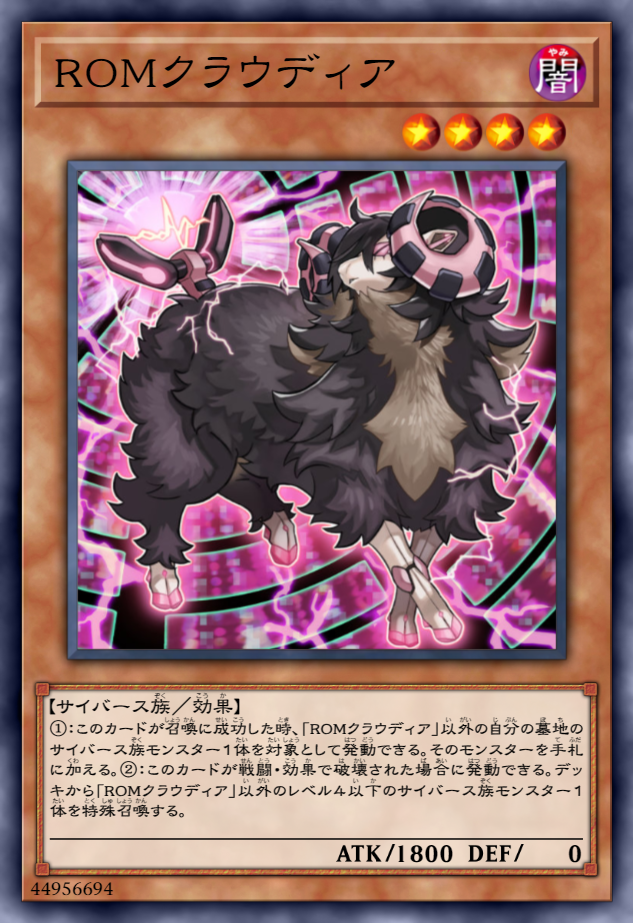 ROMクラウディア
闇
【サイバース族/効果】
①:このカードが召喚に成功した時、「ROMクラウディア」以外の自分の墓地の
サイバース族モンスター1体を対象として発動できる。そのモンスターを手札
に加える。②:このカードが戦闘・効果で破壊された場合に発動できる。デッ
キから「ROMクラウディア」以外のレベル4以下のサイバース族モンスター1
体を特殊召喚する。
ATK/1800 DEF/ 0
44956694